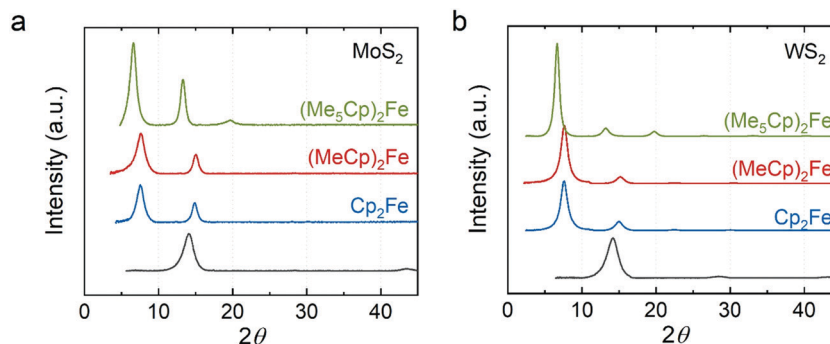 a
MoS₂
(Me₅Cp)₂Fe
(MeCp)₂Fe
Cp₂Fe
Intensity (a.u.)
0 10 20 30 40
2θ
b
WS₂
(Me₅Cp)₂Fe
(MeCp)₂Fe
Cp₂Fe
Intensity (a.u.)
0 10 20 30 40
2θ